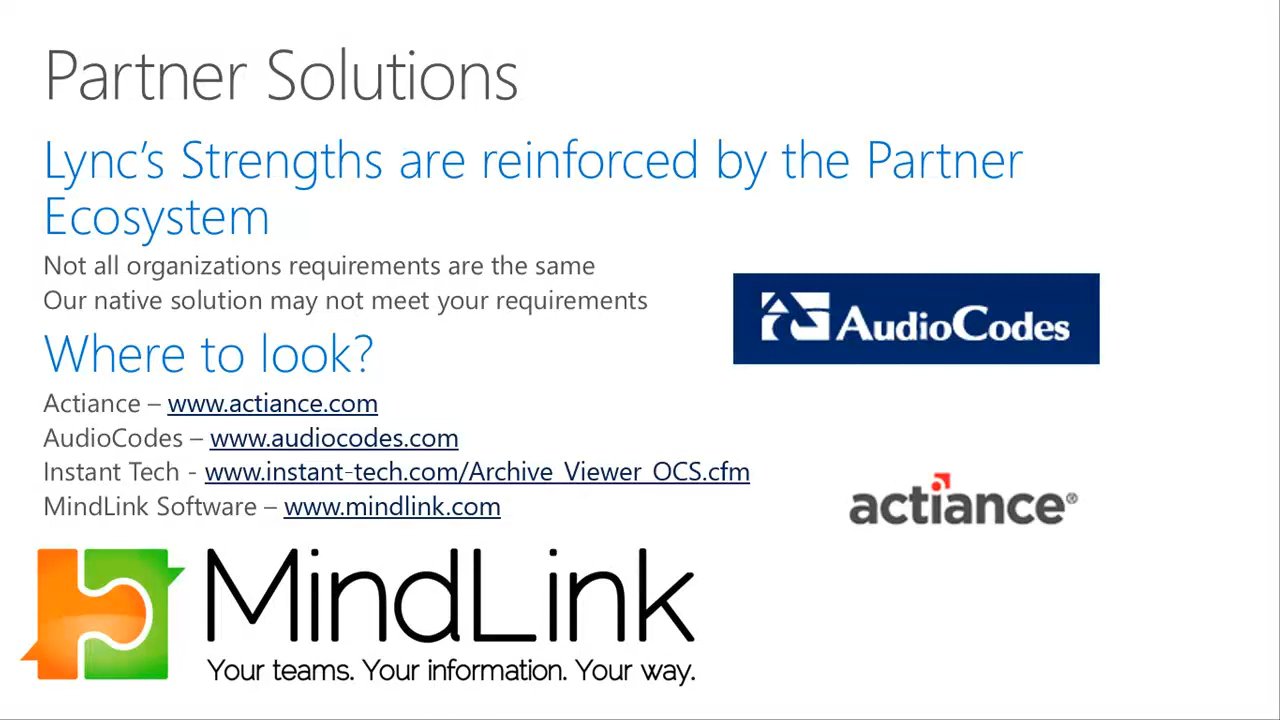 Partner Solutions
Lync's Strengths are reinforced by the Partner
Ecosystem
Not all organizations requirements are the same
Our native solution may not meet your requirements
Where to look?
Actiance – www.actiance.com
AudioCodes – www.audiocodes.com
Instant Tech - www.instant-tech.com/Archive_Viewer_OCS.cfm
MindLink Software – www.mindlink.com
AudioCodes
actiance®
MindLink
Your teams. Your information. Your way.